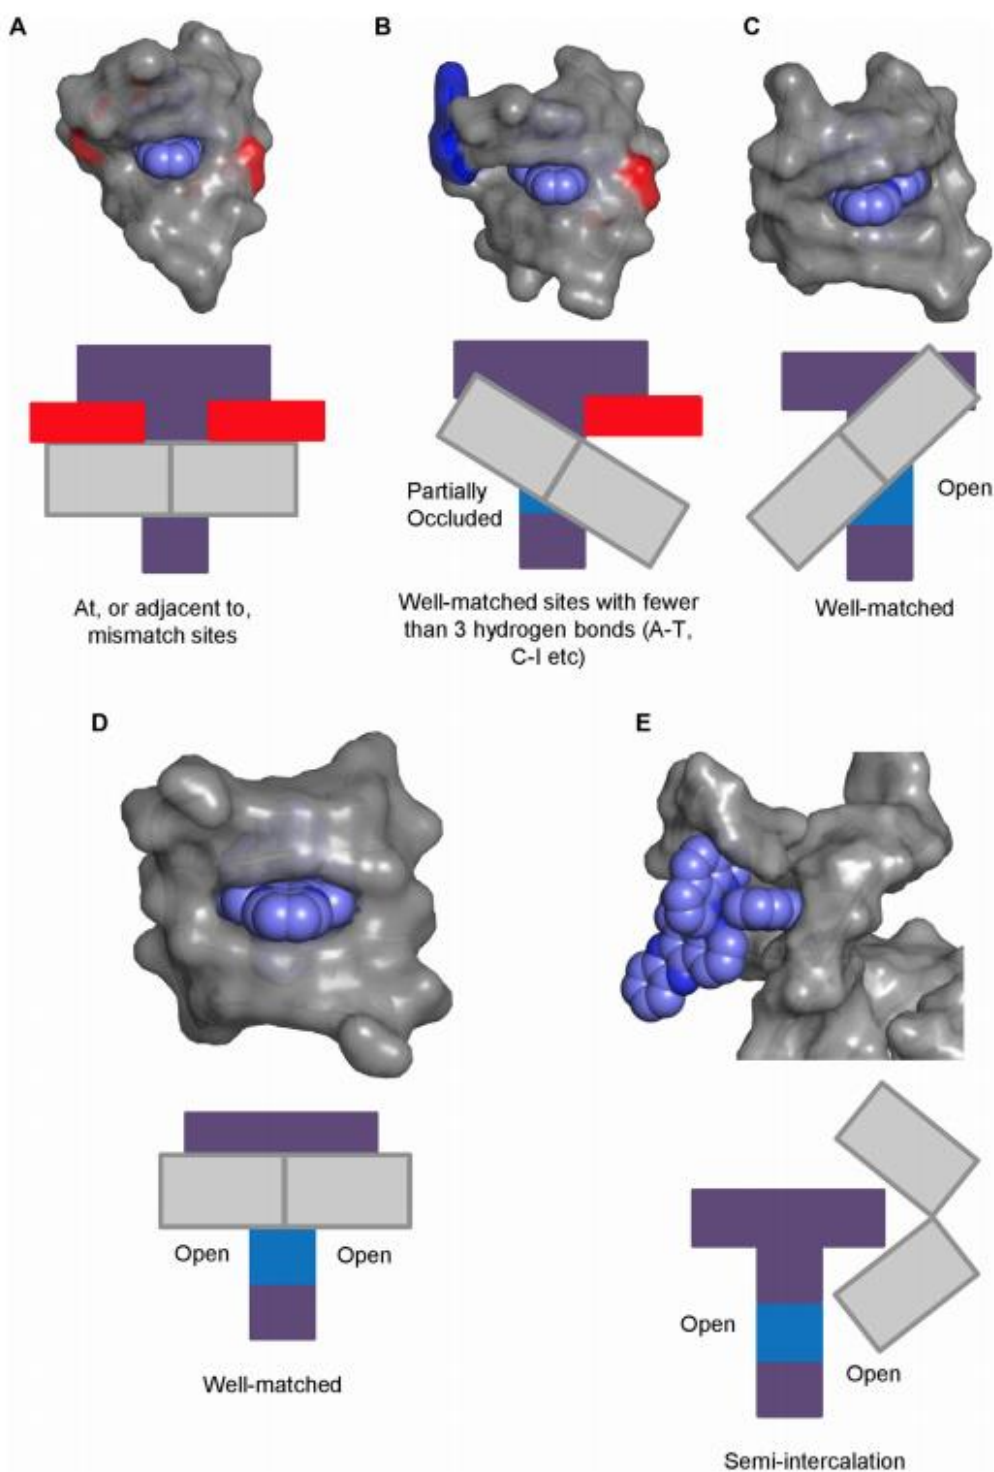 A
B
C
Partially
Occluded
Open
At, or adjacent to,
mismatch sites
Well-matched sites with fewer
than 3 hydrogen bonds (A-T,
C-I etc)
Well-matched
D
E
Open
Open
Well-matched
Open
Open
Semi-intercalation